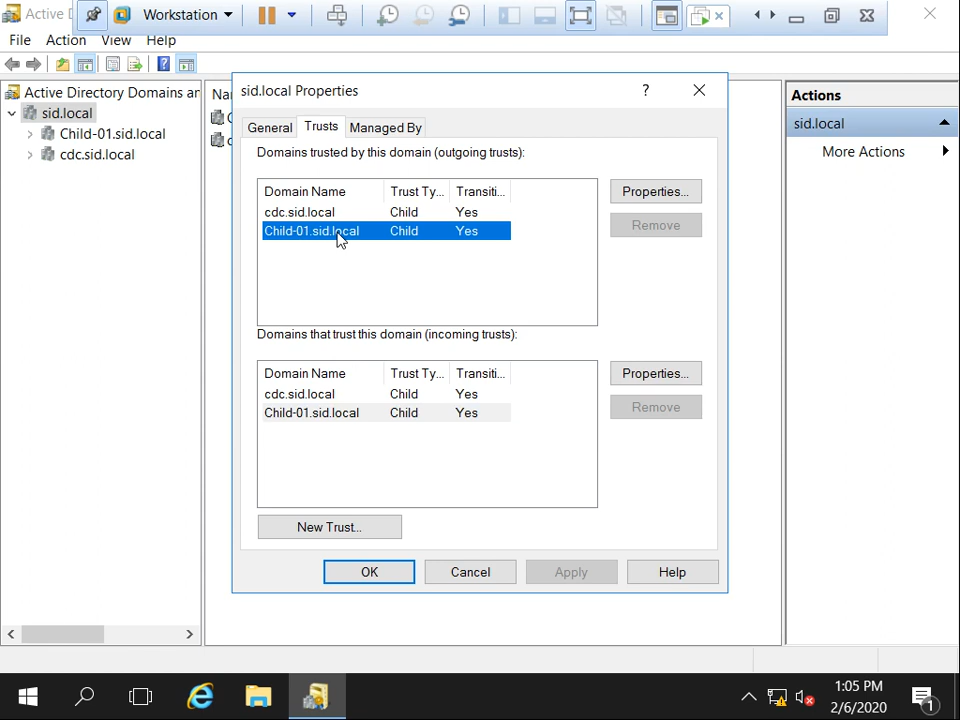 Active D
Workstation
File Action View Help
Active Directory Domains an
sid.local
Child-01.sid.local
cdc.sid.local
Na
sid.local Properties
?
General Trusts Managed By
Domains trusted by this domain (outgoing trusts):
Domain Name Trust Ty... Transiti...
cdc.sid.local Child Yes
Child-01.sid.local Child Yes
Properties...
Remove
Domains that trust this domain (incoming trusts):
Domain Name Trust Ty... Transiti...
cdc.sid.local Child Yes
Child-01.sid.local Child Yes
Properties...
Remove
New Trust...
OK Cancel Apply Help
Actions
sid.local
More Actions
1:05 PM
2/6/2020
1